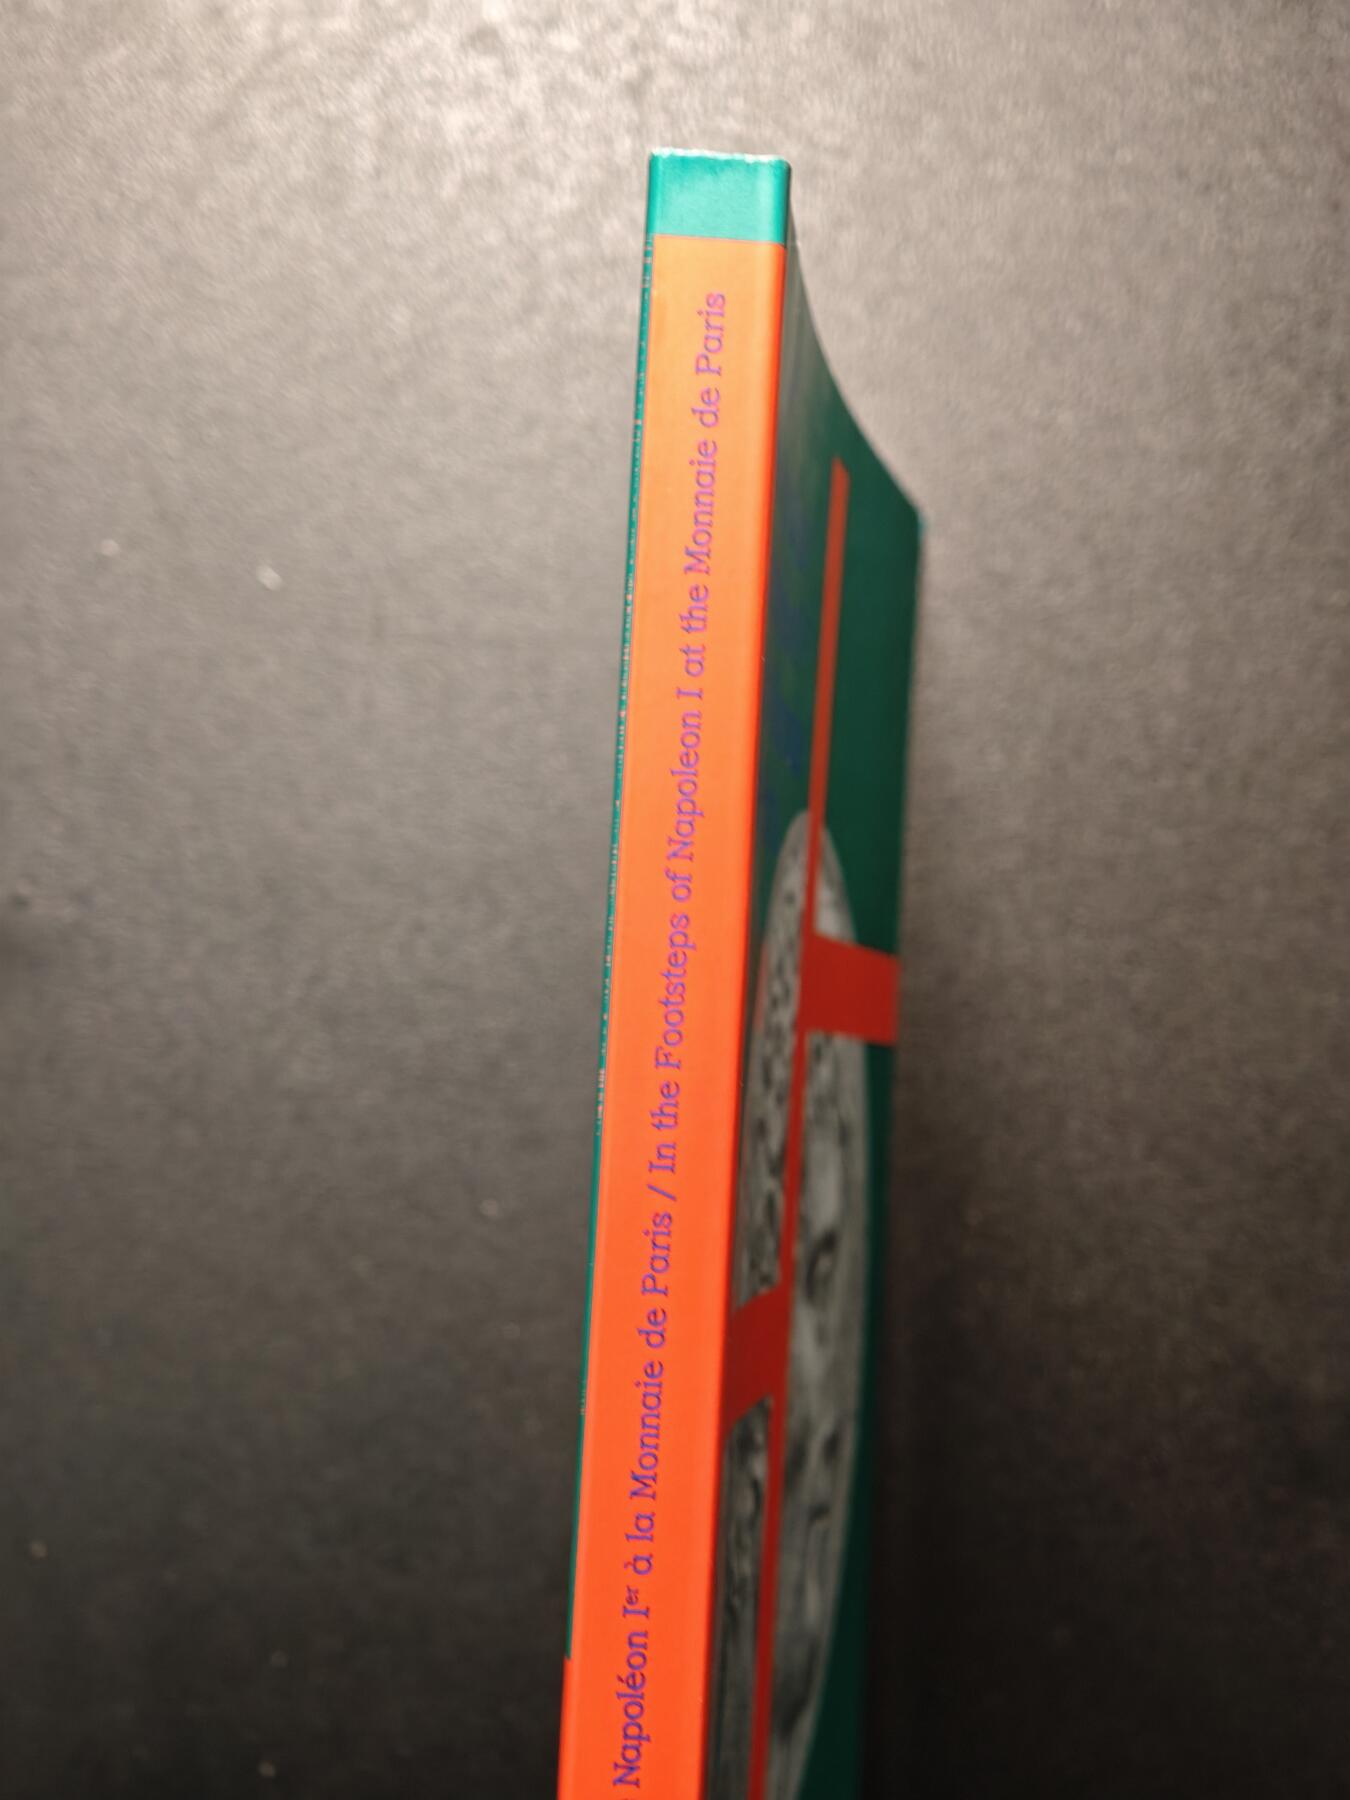 Napoléon Iᵉʳ à la Monnaie de Paris / In the Footsteps of Napoleon I at the Monnaie de Paris